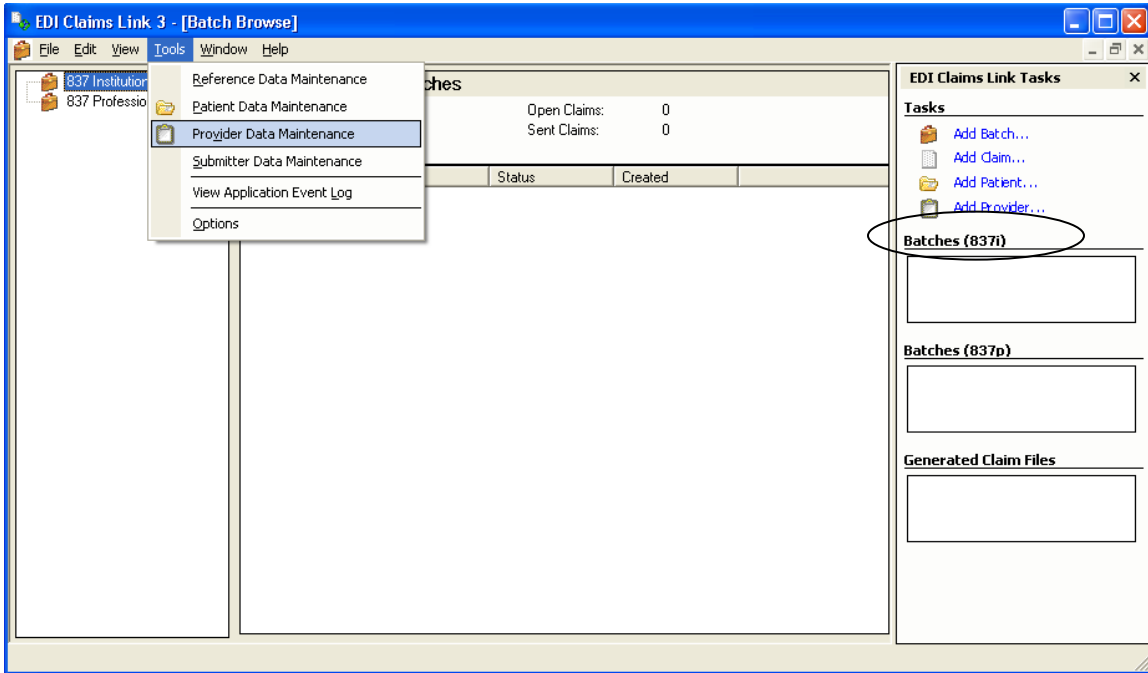 EDI Claims Link 3 - [Batch Browse]
File Edit View Tools Window Help
837 Institution
837 Professio
Reference Data Maintenance
Patient Data Maintenance
Provider Data Maintenance
Submitter Data Maintenance
View Application Event Log
Options
ches
Open Claims: 0
Sent Claims: 0
Status Created
EDI Claims Link Tasks
Tasks
Add Batch...
Add Claim...
Add Patient...
Add Provider...
Batches (837i)
Batches (837p)
Generated Claim Files